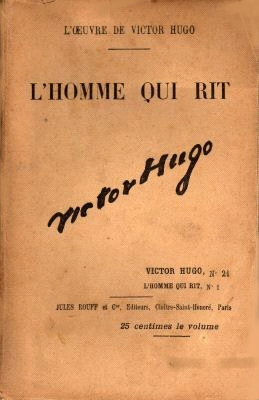 L'ŒUVRE DE VICTOR HUGO
L'HOMME QUI RIT
Victor Hugo
VICTOR HUGO, N° 24
L'HOMME QUI RIT, N° 1
JULES ROUFF et Cie, Editeurs, Cloître-Saint-Honoré, Paris
25 centimes le volume